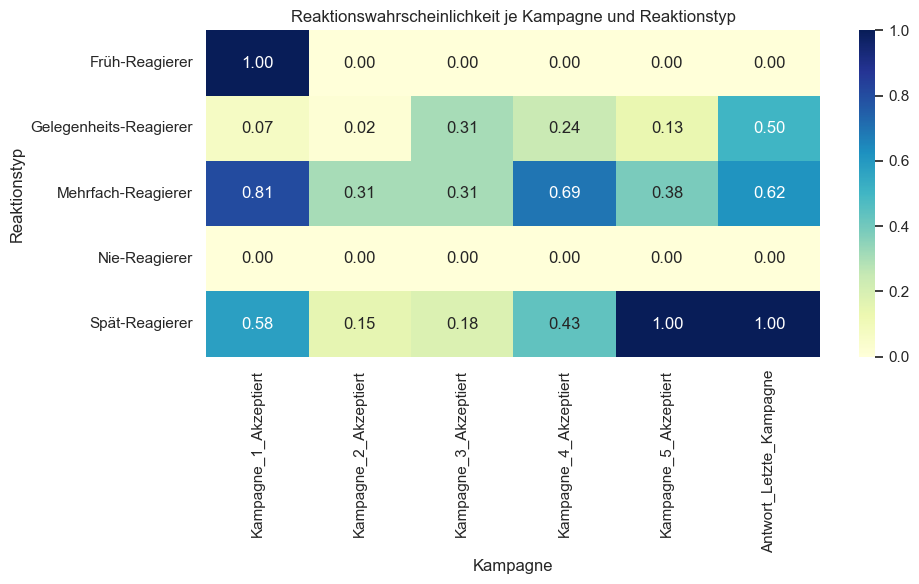 Reaktionswahrscheinlichkeit je Kampagne und Reaktionstyp
Reaktionstyp
Früh-Reagierer 1.00 0.00 0.00 0.00 0.00 0.00
Gelegenheits-Reagierer 0.07 0.02 0.31 0.24 0.13 0.50
Mehrfach-Reagierer 0.81 0.31 0.31 0.69 0.38 0.62
Nie-Reagierer 0.00 0.00 0.00 0.00 0.00 0.00
Spät-Reagierer 0.58 0.15 0.18 0.43 1.00 1.00
Kampagne_1_Akzeptiert
Kampagne_2_Akzeptiert
Kampagne_3_Akzeptiert
Kampagne_4_Akzeptiert
Kampagne_5_Akzeptiert
Antwort_Letzte_Kampagne
Kampagne
1.0
0.8
0.6
0.4
0.2
0.0